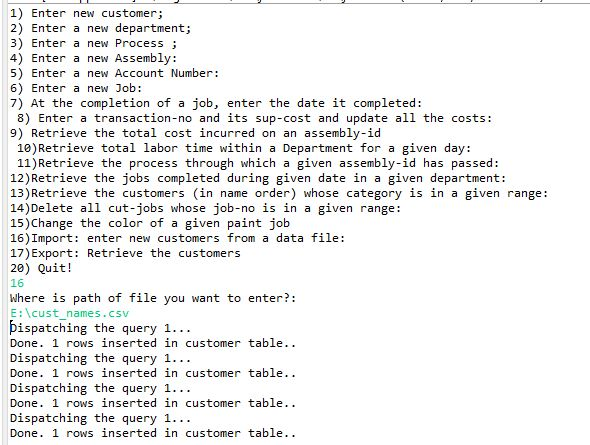 1) Enter new customer;
2) Enter a new department;
3) Enter a new Process ;
4) Enter a new Assembly:
5) Enter a new Account Number:
6) Enter a new Job:
7) At the completion of a job, enter the date it completed:
8) Enter a transaction-no and its sup-cost and update all the costs:
9) Retrieve the total cost incurred on an assembly-id
10)Retrieve total labor time within a Department for a given day:
11)Retrieve the process through which a given assembly-id has passed:
12)Retrieve the jobs completed during given date in a given department:
13)Retrieve the customers (in name order) whose category is in a given range:
14)Delete all cut-jobs whose job-no is in a given range:
15)Change the color of a given paint job
16)Import: enter new customers from a data file:
17)Export: Retrieve the customers
20) Quit!
16
Where is path of file you want to enter?:
E:\cust_names.csv
Dispatching the query 1...
Done. 1 rows inserted in customer table..
Dispatching the query 1...
Done. 1 rows inserted in customer table..
Dispatching the query 1...
Done. 1 rows inserted in customer table..
Dispatching the query 1...
Done. 1 rows inserted in customer table..